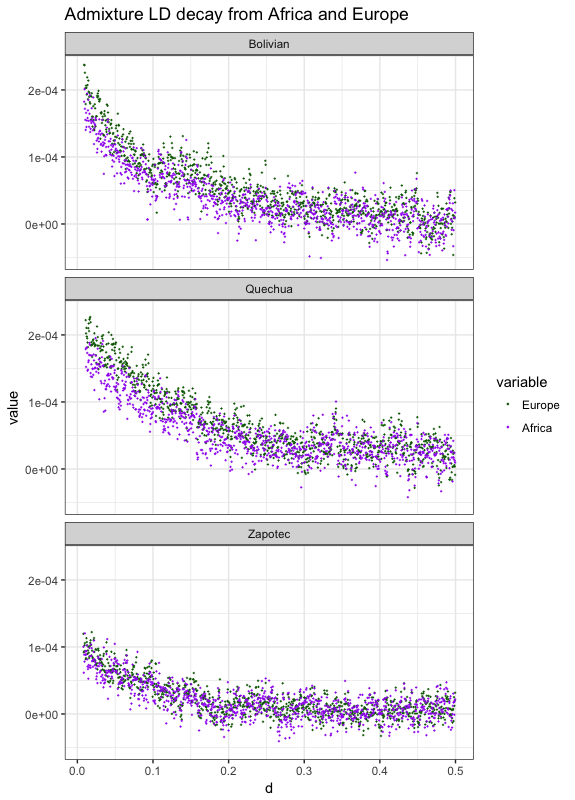 Admixture LD decay from Africa and Europe
Bolivian
2e-04
1e-04
0e+00
Quechua
2e-04
1e-04
0e+00
Zapotec
2e-04
1e-04
0e+00
0.0 0.1 0.2 0.3 0.4 0.5
d
value
variable
Europe
Africa